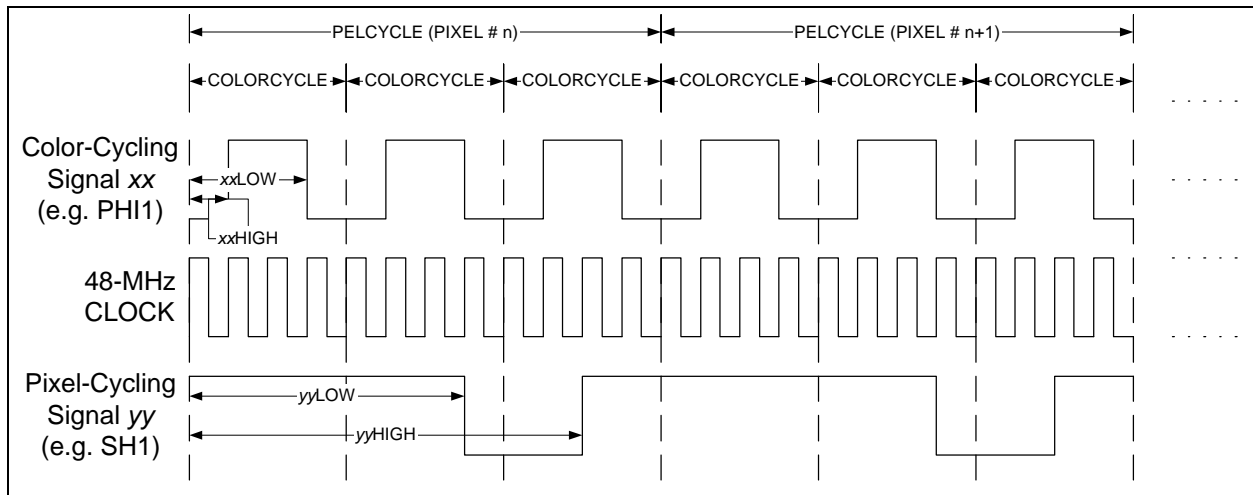 PELCYCLE (PIXEL # n) PELCYCLE (PIXEL # n+1)
COLORCYCLE COLORCYCLE COLORCYCLE COLORCYCLE COLORCYCLE COLORCYCLE
Color-Cycling
Signal xx
(e.g. PHI1)
xxLOW
xxHIGH
48-MHz
CLOCK
Pixel-Cycling
Signal yy
(e.g. SH1)
yyLOW
yyHIGH